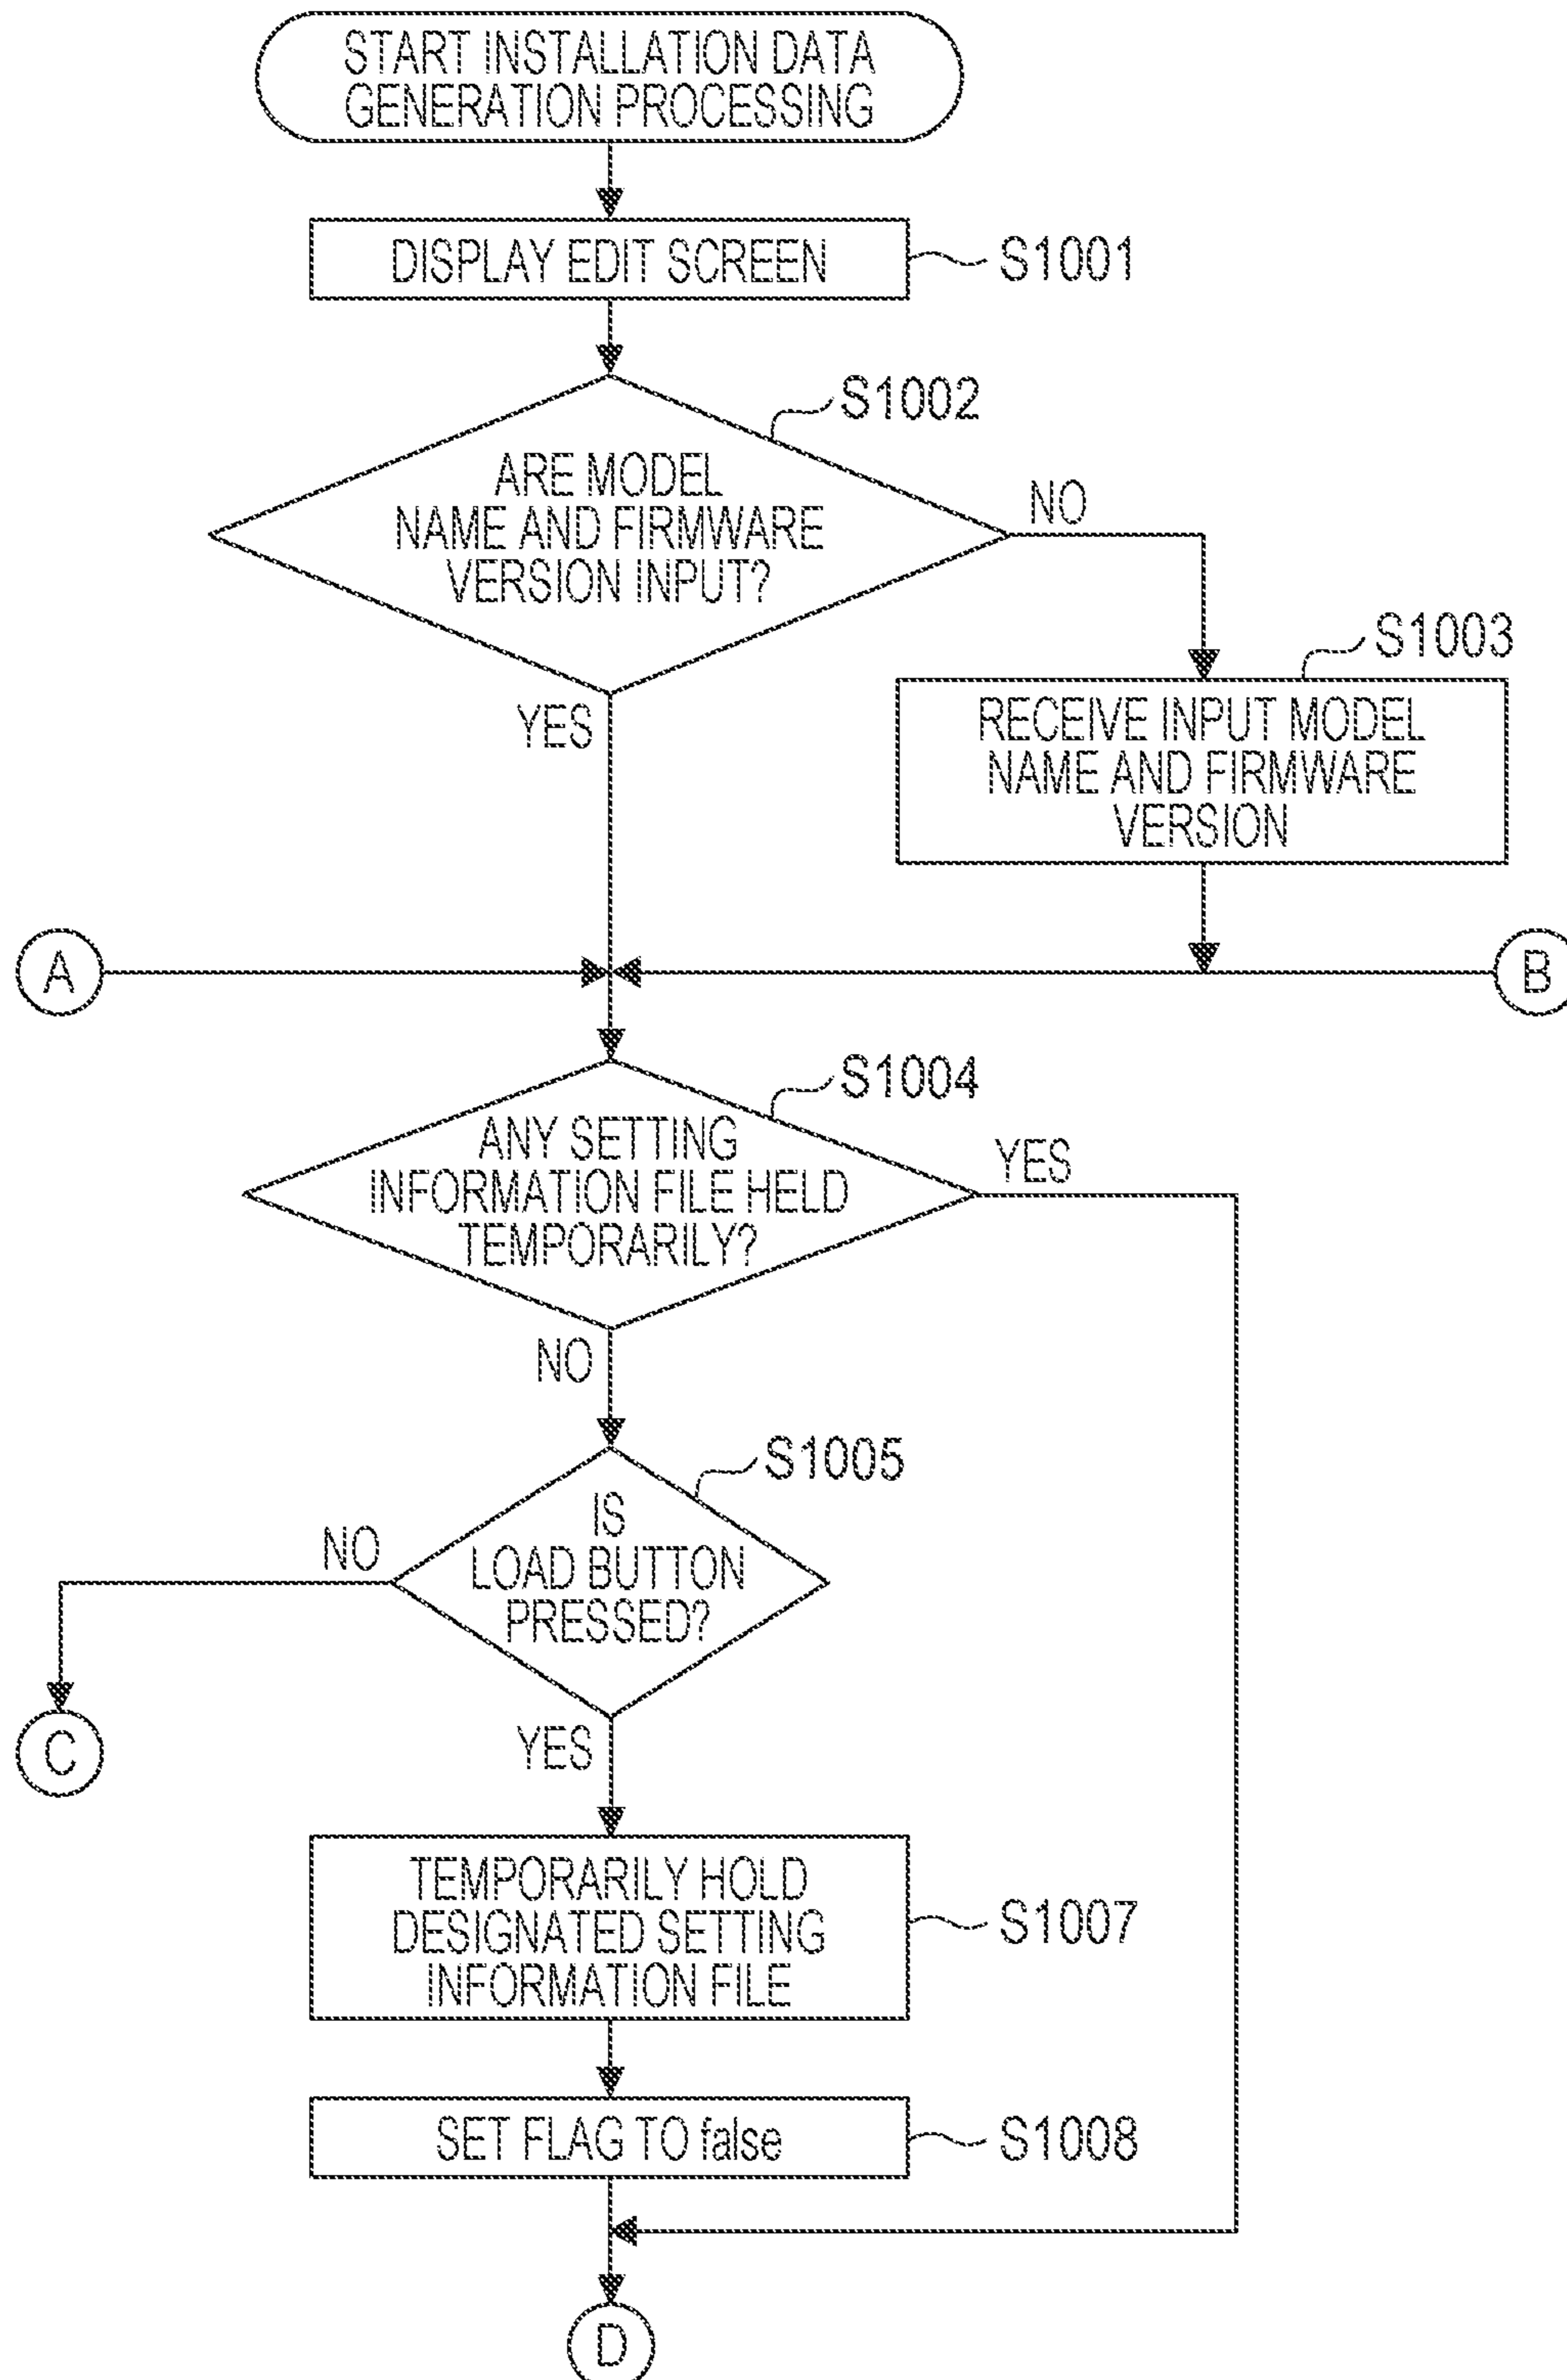 START INSTALLATION DATA
GENERATION PROCESSING
DISPLAY EDIT SCREEN
S1001
S1002
ARE MODEL
NAME AND FIRMWARE
VERSION INPUT?
NO
YES
S1003
RECEIVE INPUT MODEL
NAME AND FIRMWARE
VERSION
A
B
S1004
ANY SETTING
INFORMATION FILE HELD
TEMPORARILY?
YES
NO
S1005
IS
LOAD BUTTON
PRESSED?
NO
C
YES
TEMPORARILY HOLD
DESIGNATED SETTING
INFORMATION FILE
S1007
SET FLAG TO false
S1008
D